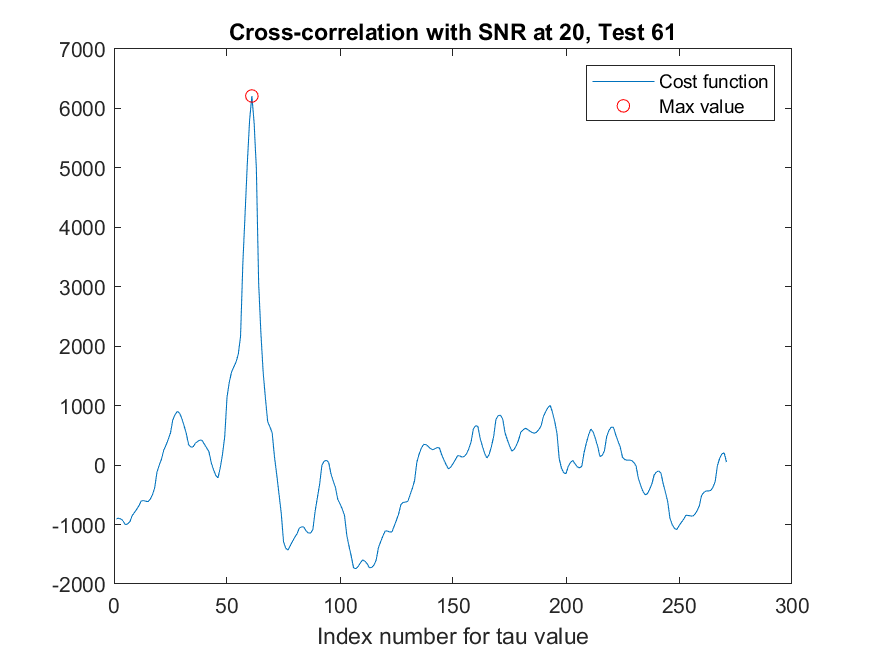 Cross-correlation with SNR at 20, Test 61
7000
6000
5000
4000
3000
2000
1000
0
-1000
-2000
Cost function
Max value
0 50 100 150 200 250 300
Index number for tau value